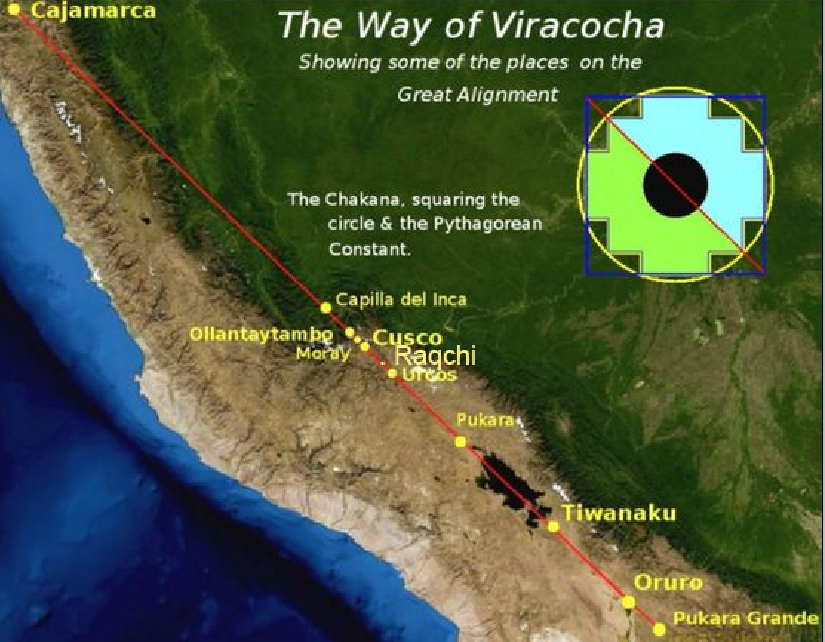 Cajamarca
The Way of Viracocha
Showing some of the places on the
Great Alignment
The Chakana, squaring the
circle & the Pythagorean
Constant.
Capilla del Inca
Ollantaytambo
Cusco
Moray
. Raqchi
Urcos
Pukara
Tiwanaku
Oruro
Pukara Grande